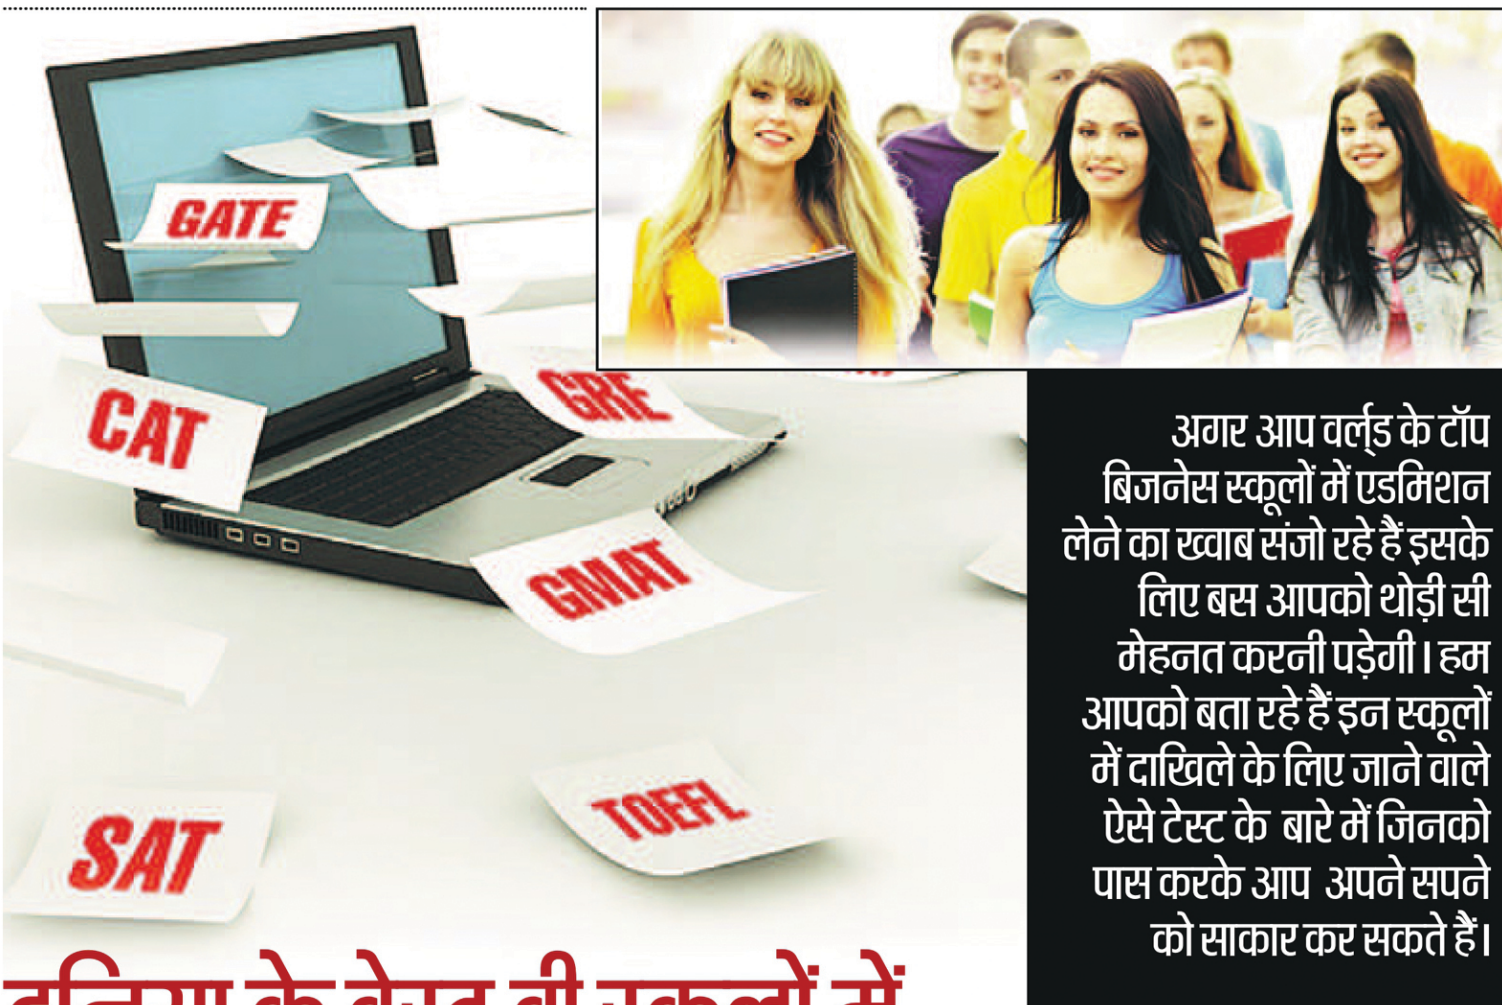 GATE
CAT
GRE
GMAT
SAT
TOEFL
अगर आप वर्ल्ड के टॉप
बिजनेस स्कूलों में एडमिशन
लेने का ख्वाब संजो रहे हैं इसके
लिए बस आपको थोड़ी सी
मेहनत करनी पड़ेगी। हम
आपको बता रहे हैं इन स्कूलों
में दाखिले के लिए जाने वाले
ऐसे टेस्ट के बारे में जिनको
पास करके आप अपने सपने
को साकार कर सकते हैं।
दुनिया के बेस्ट बी स्कूलों में